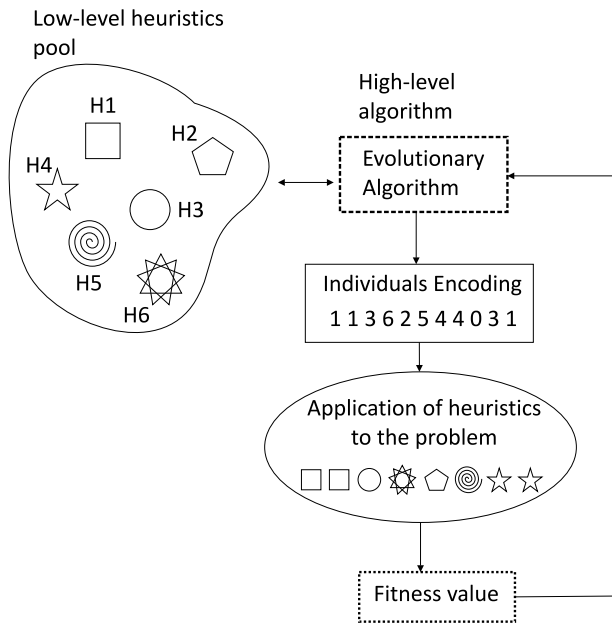 Low-level heuristics
pool
H1
H2
H4
H3
H5
H6
High-level
algorithm
Evolutionary
Algorithm
Individuals Encoding
1 1 3 6 2 5 4 4 0 3 1
Application of heuristics
to the problem
Fitness value